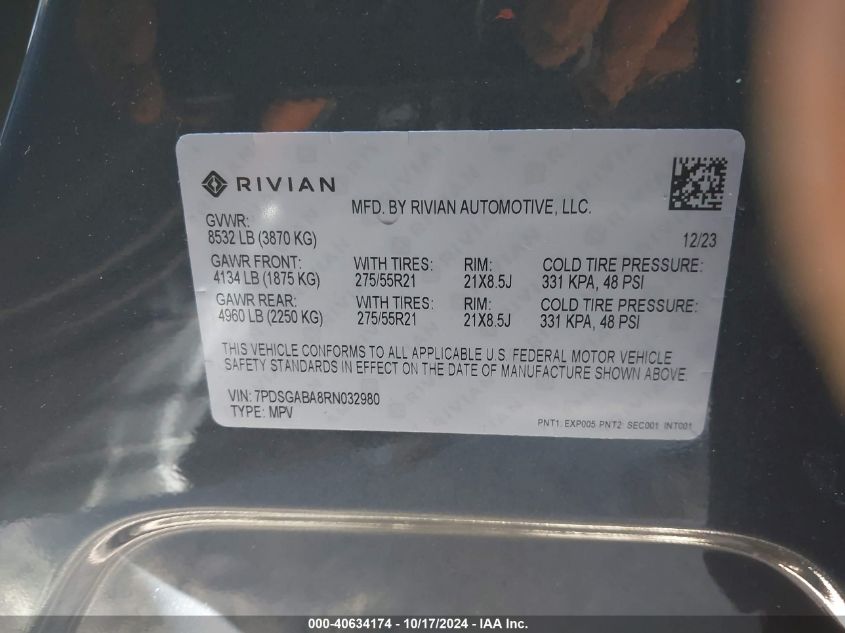 RIVIAN
MFD. BY RIVIAN AUTOMOTIVE, LLC.
GVWR:
8532 LB (3870 KG)
12/23
GAWR FRONT: WITH TIRES: RIM: COLD TIRE PRESSURE:
4134 LB (1875 KG) 275/55R21 21X8.5J 331 KPA, 48 PSI
GAWR REAR: WITH TIRES: RIM: COLD TIRE PRESSURE:
4960 LB (2250 KG) 275/55R21 21X8.5J 331 KPA, 48 PSI
THIS VEHICLE CONFORMS TO ALL APPLICABLE U.S. FEDERAL MOTOR VEHICLE
SAFETY STANDARDS IN EFFECT ON THE DATE OF MANUFACTURE SHOWN ABOVE.
VIN: 7PDSGABA8RN032980
TYPE: MPV
PNT1: EXP005 PNT2: SEC001 INT001
000-40634174 - 10/17/2024 - IAA Inc.